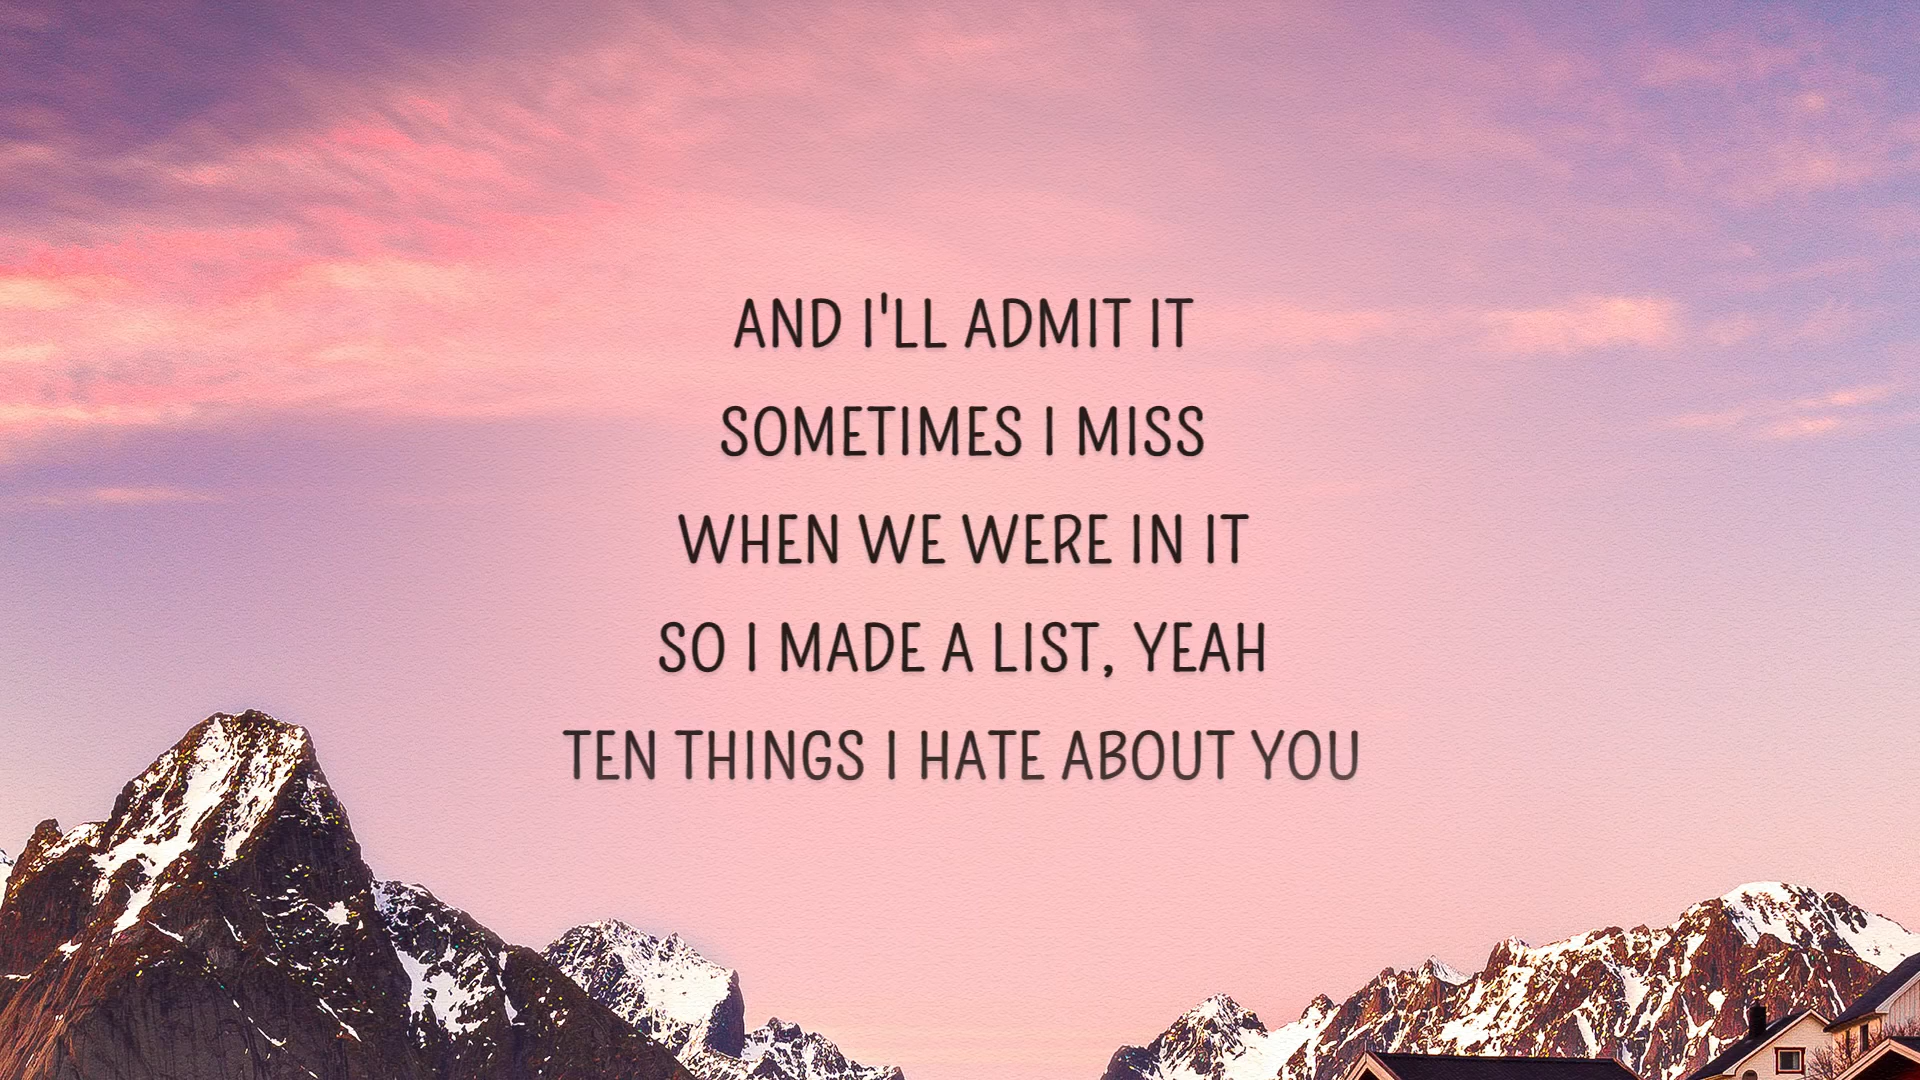 AND I'LL ADMIT IT
SOMETIMES I MISS
WHEN WE WERE IN IT
SO I MADE A LIST, YEAH
TEN THINGS I HATE ABOUT YOU